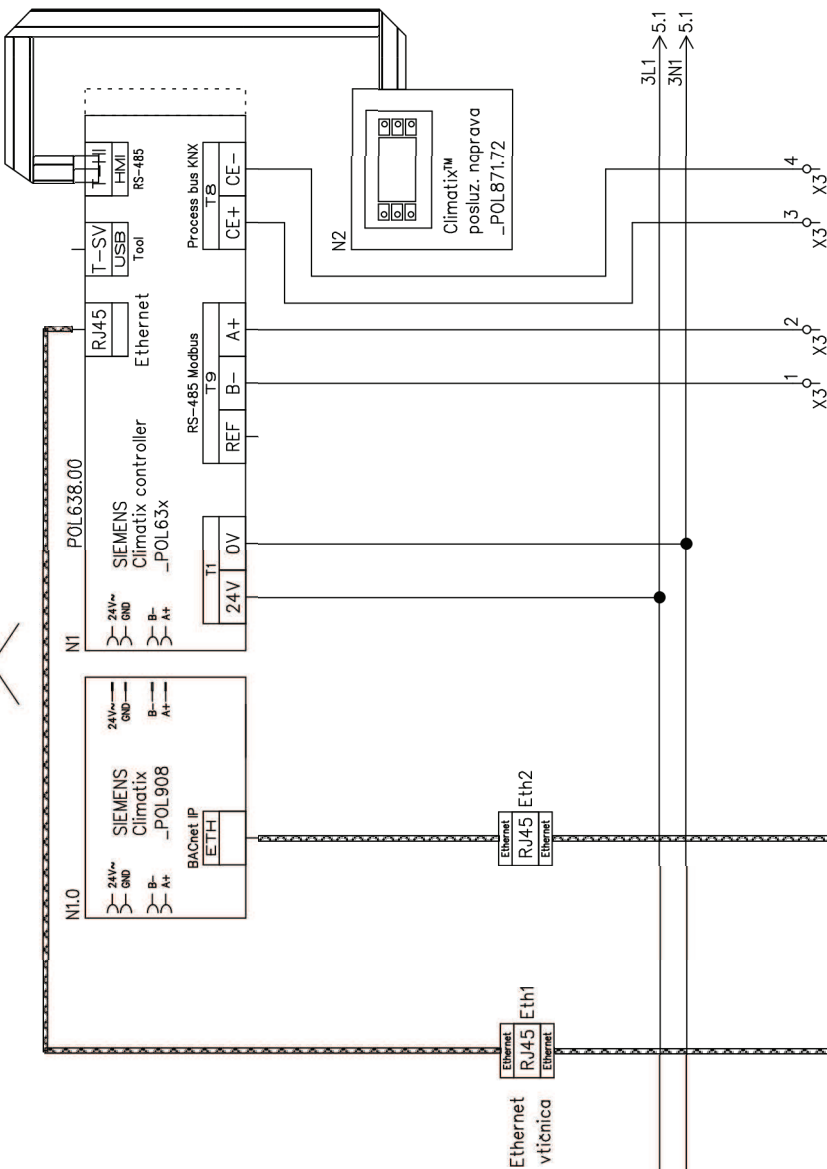 N1.0
24V~
GND
B-
A+
SIEMENS
Climatix
_POL908
24V~
GND
B-
A+
BACnet IP
ETH
N1
POL638.00
24V~
GND
B-
A+
SIEMENS
Climatix controller
_POL63x
RJ45
Ethernet
T-SV
USB
Tool
T-HI
HMI
RS-485
T1
24V
0V
RS-485 Modbus
T9
REF
B-
A+
Process bus KNX
T8
CE+
CE-
N2
Climatix™
posluz. naprava
_POL871.72
Ethernet
vtičnica
Ethernet
RJ45
Ethernet
Eth1
Ethernet
RJ45
Ethernet
Eth2
3L1
5.1
3N1
5.1
1
X3
2
X3
3
X3
4
X3